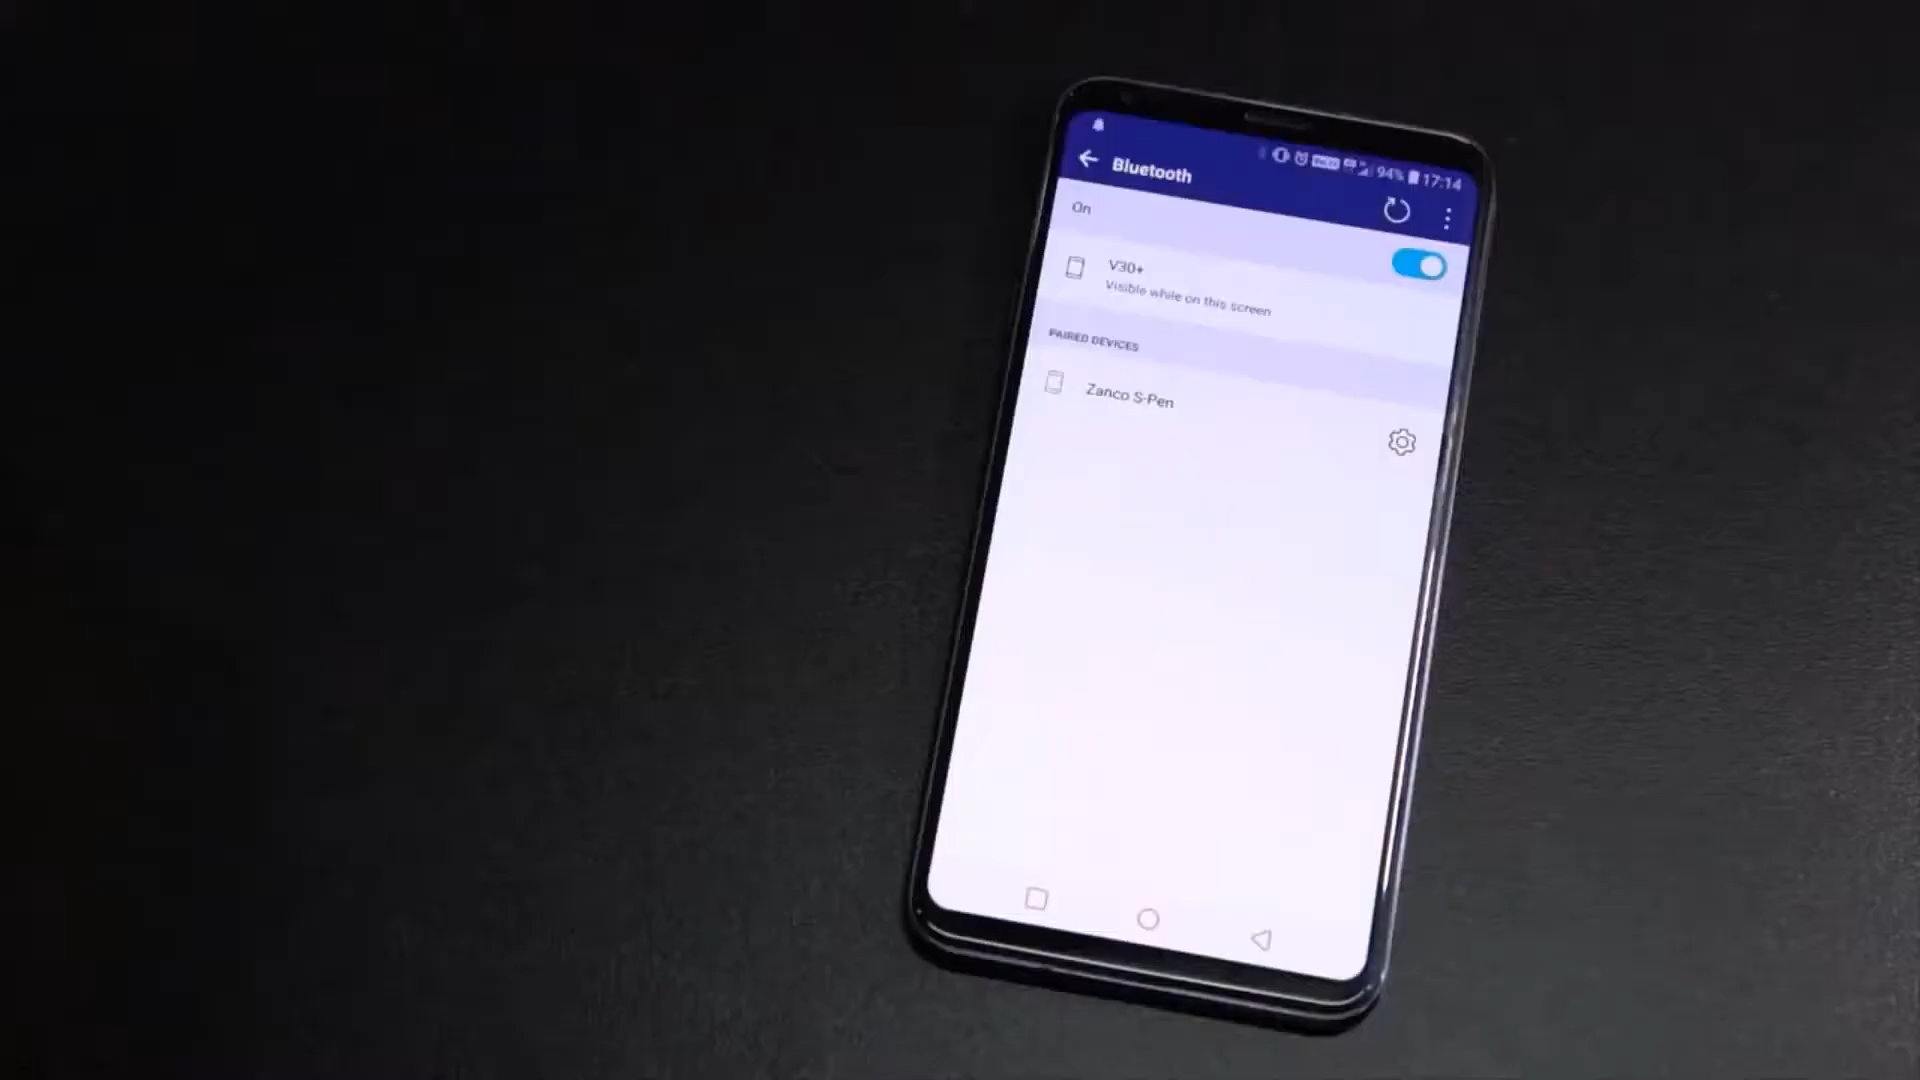 94% 17:14
Bluetooth
On
V30+
Visible while on this screen
PAIRED DEVICES
Zanco S-Pen